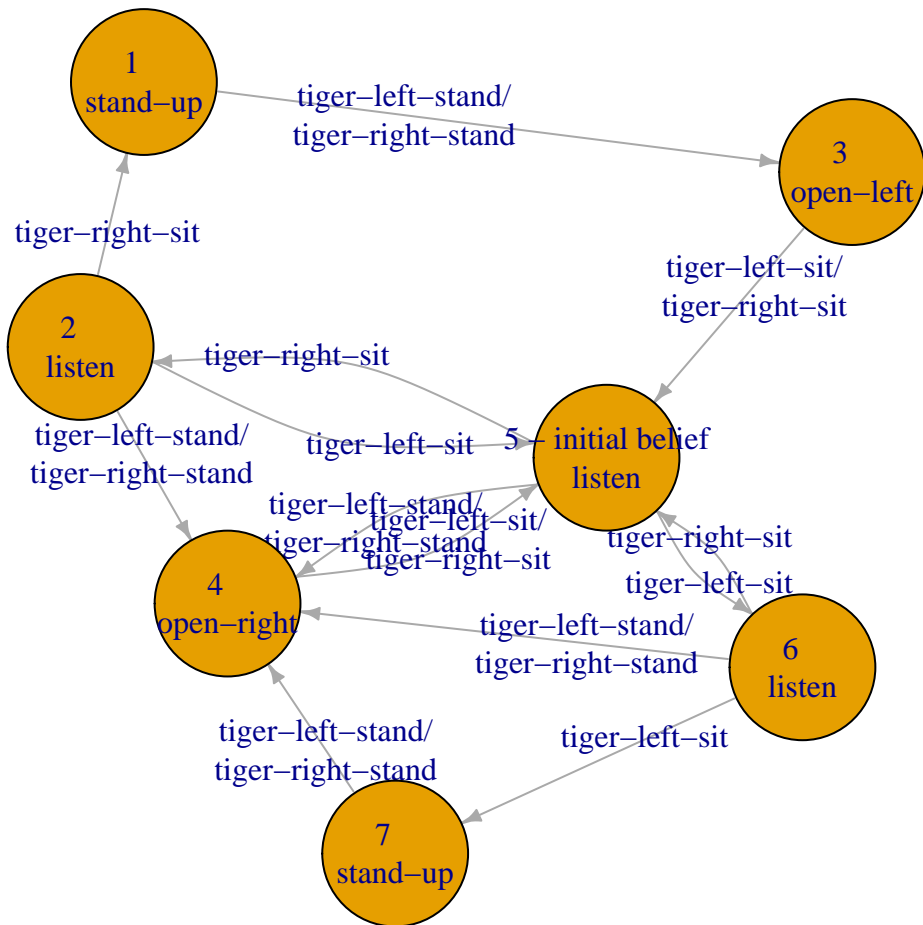 1
stand−up
tiger−left−stand/
tiger−right−stand
3
open−left
tiger−right−sit
tiger−left−sit/
tiger−right−sit
2
listen
tiger−right−sit
tiger−left−sit
5 − initial belief
listen
tiger−left−stand/
tiger−right−stand
tiger−left−stand/
tiger−right−stand
tiger−left−sit/
tiger−right−sit
tiger−right−sit
tiger−left−sit
4
open−right
tiger−left−stand/
tiger−right−stand
6
listen
tiger−left−stand/
tiger−right−stand
tiger−left−sit
7
stand−up